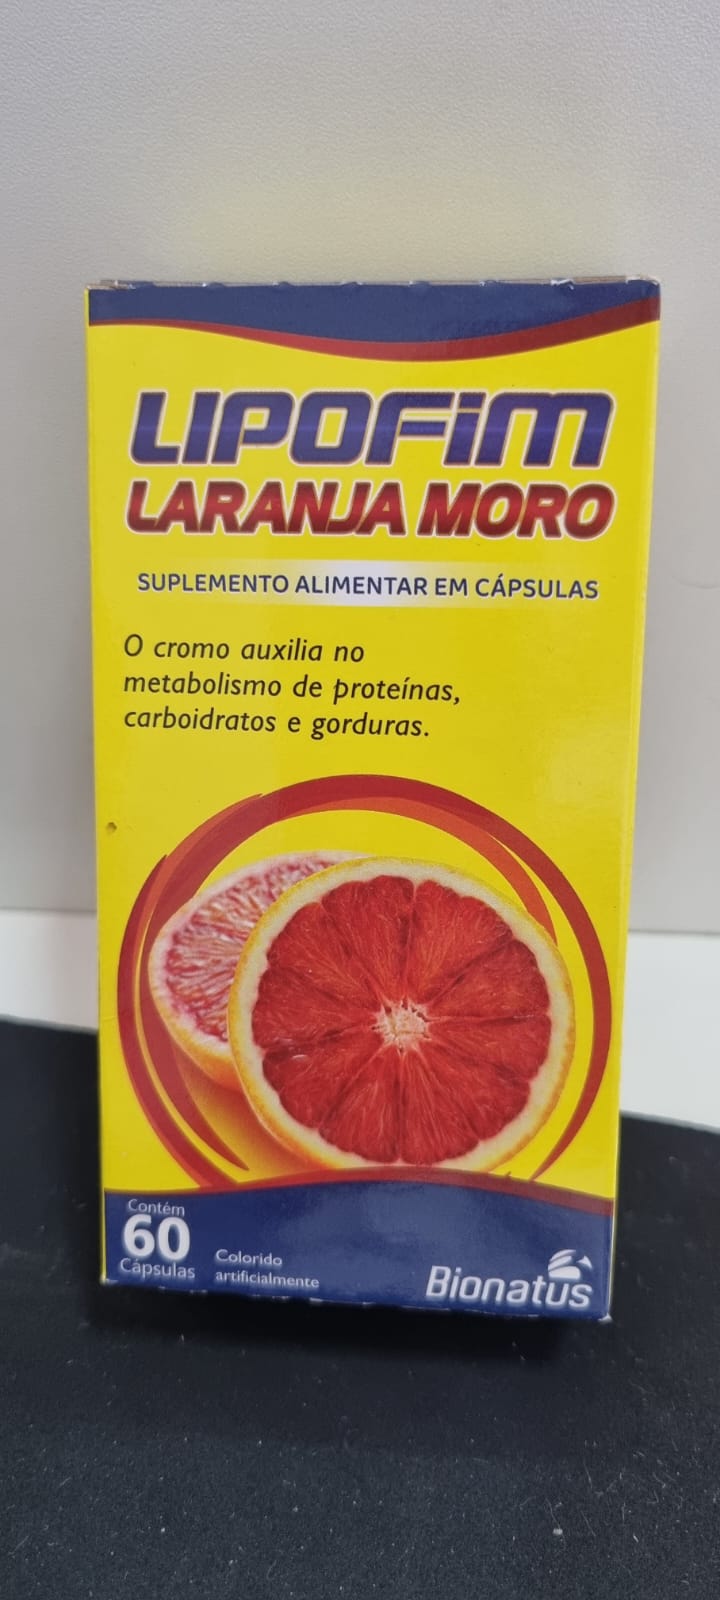 LIPOFIM
LARANJA MORO
SUPLEMENTO ALIMENTAR EM CÁPSULAS
O cromo auxilia no
metabolismo de proteínas,
carboidratos e gorduras.
Contém
60
Cápsulas
Colorido
artificialmente
Bionatus